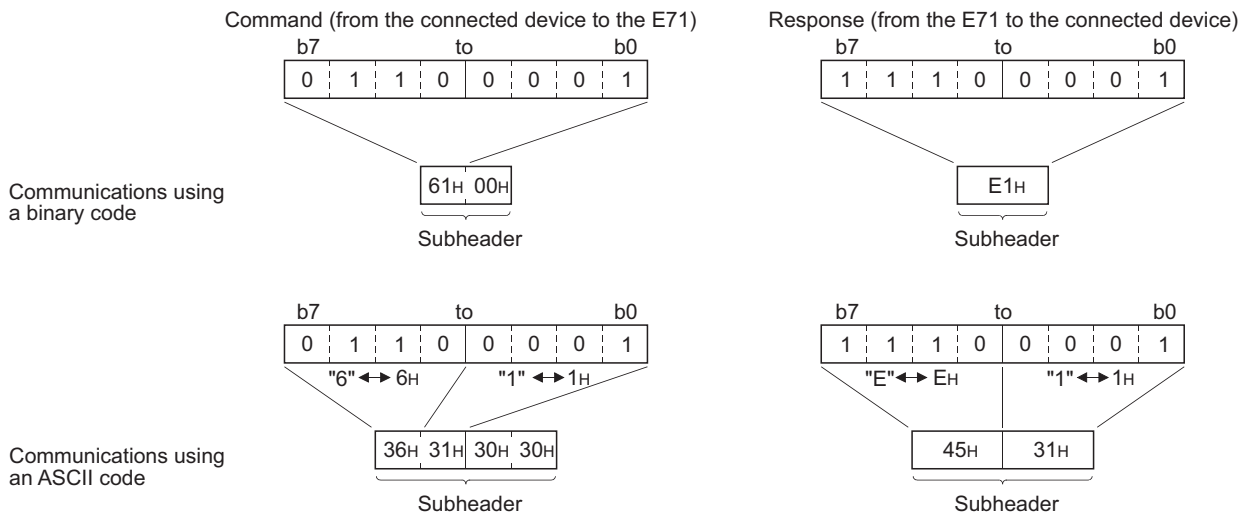 Command (from the connected device to the E71)
Response (from the E71 to the connected device)
b7 to b0
b7 to b0
0 1 1 0 0 0 0 1
1 1 1 0 0 0 0 1
Communications using
a binary code
61H 00H
E1H
Subheader
Subheader
b7 to b0
b7 to b0
0 1 1 0 0 0 0 1
1 1 1 0 0 0 0 1
"6" ↔ 6H "1" ↔ 1H
"E" ↔ EH "1" ↔ 1H
Communications using
an ASCII code
36H 31H 30H 30H
45H 31H
Subheader
Subheader